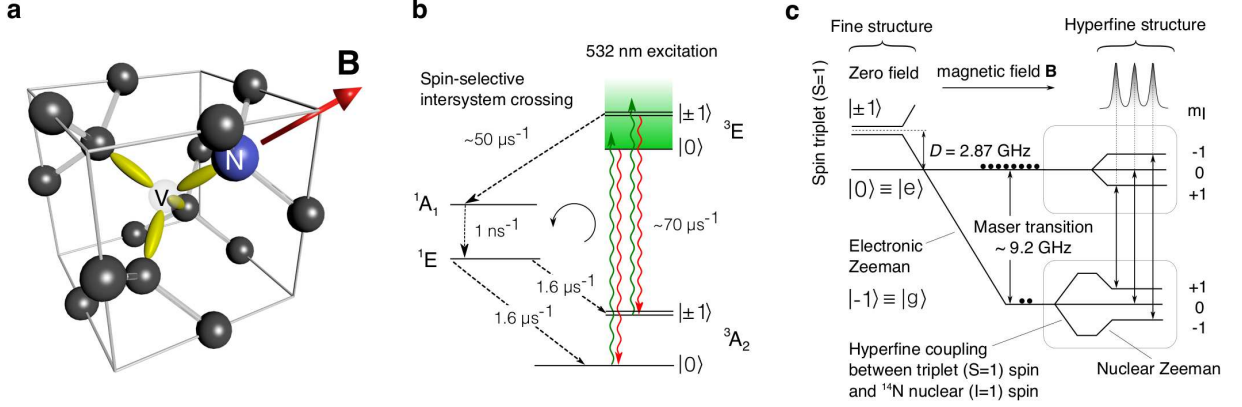 a
B
N
V
b
532 nm excitation
Spin-selective
intersystem crossing
|±1⟩
³E
|0⟩
~50 µs⁻¹
¹A₁
1 ns⁻¹
~70 µs⁻¹
¹E
1.6 µs⁻¹
1.6 µs⁻¹
|±1⟩
³A₂
|0⟩
c
Fine structure
Hyperfine structure
Spin triplet (S=1)
Zero field
magnetic field B
|±1⟩
mI
D = 2.87 GHz
-1
0
+1
|0⟩ ≡ |e⟩
Maser transition
~ 9.2 GHz
Electronic
Zeeman
|-1⟩ ≡ |g⟩
+1
0
-1
Hyperfine coupling
between triplet (S=1) spin
and ¹⁴N nuclear (I=1) spin
Nuclear Zeeman